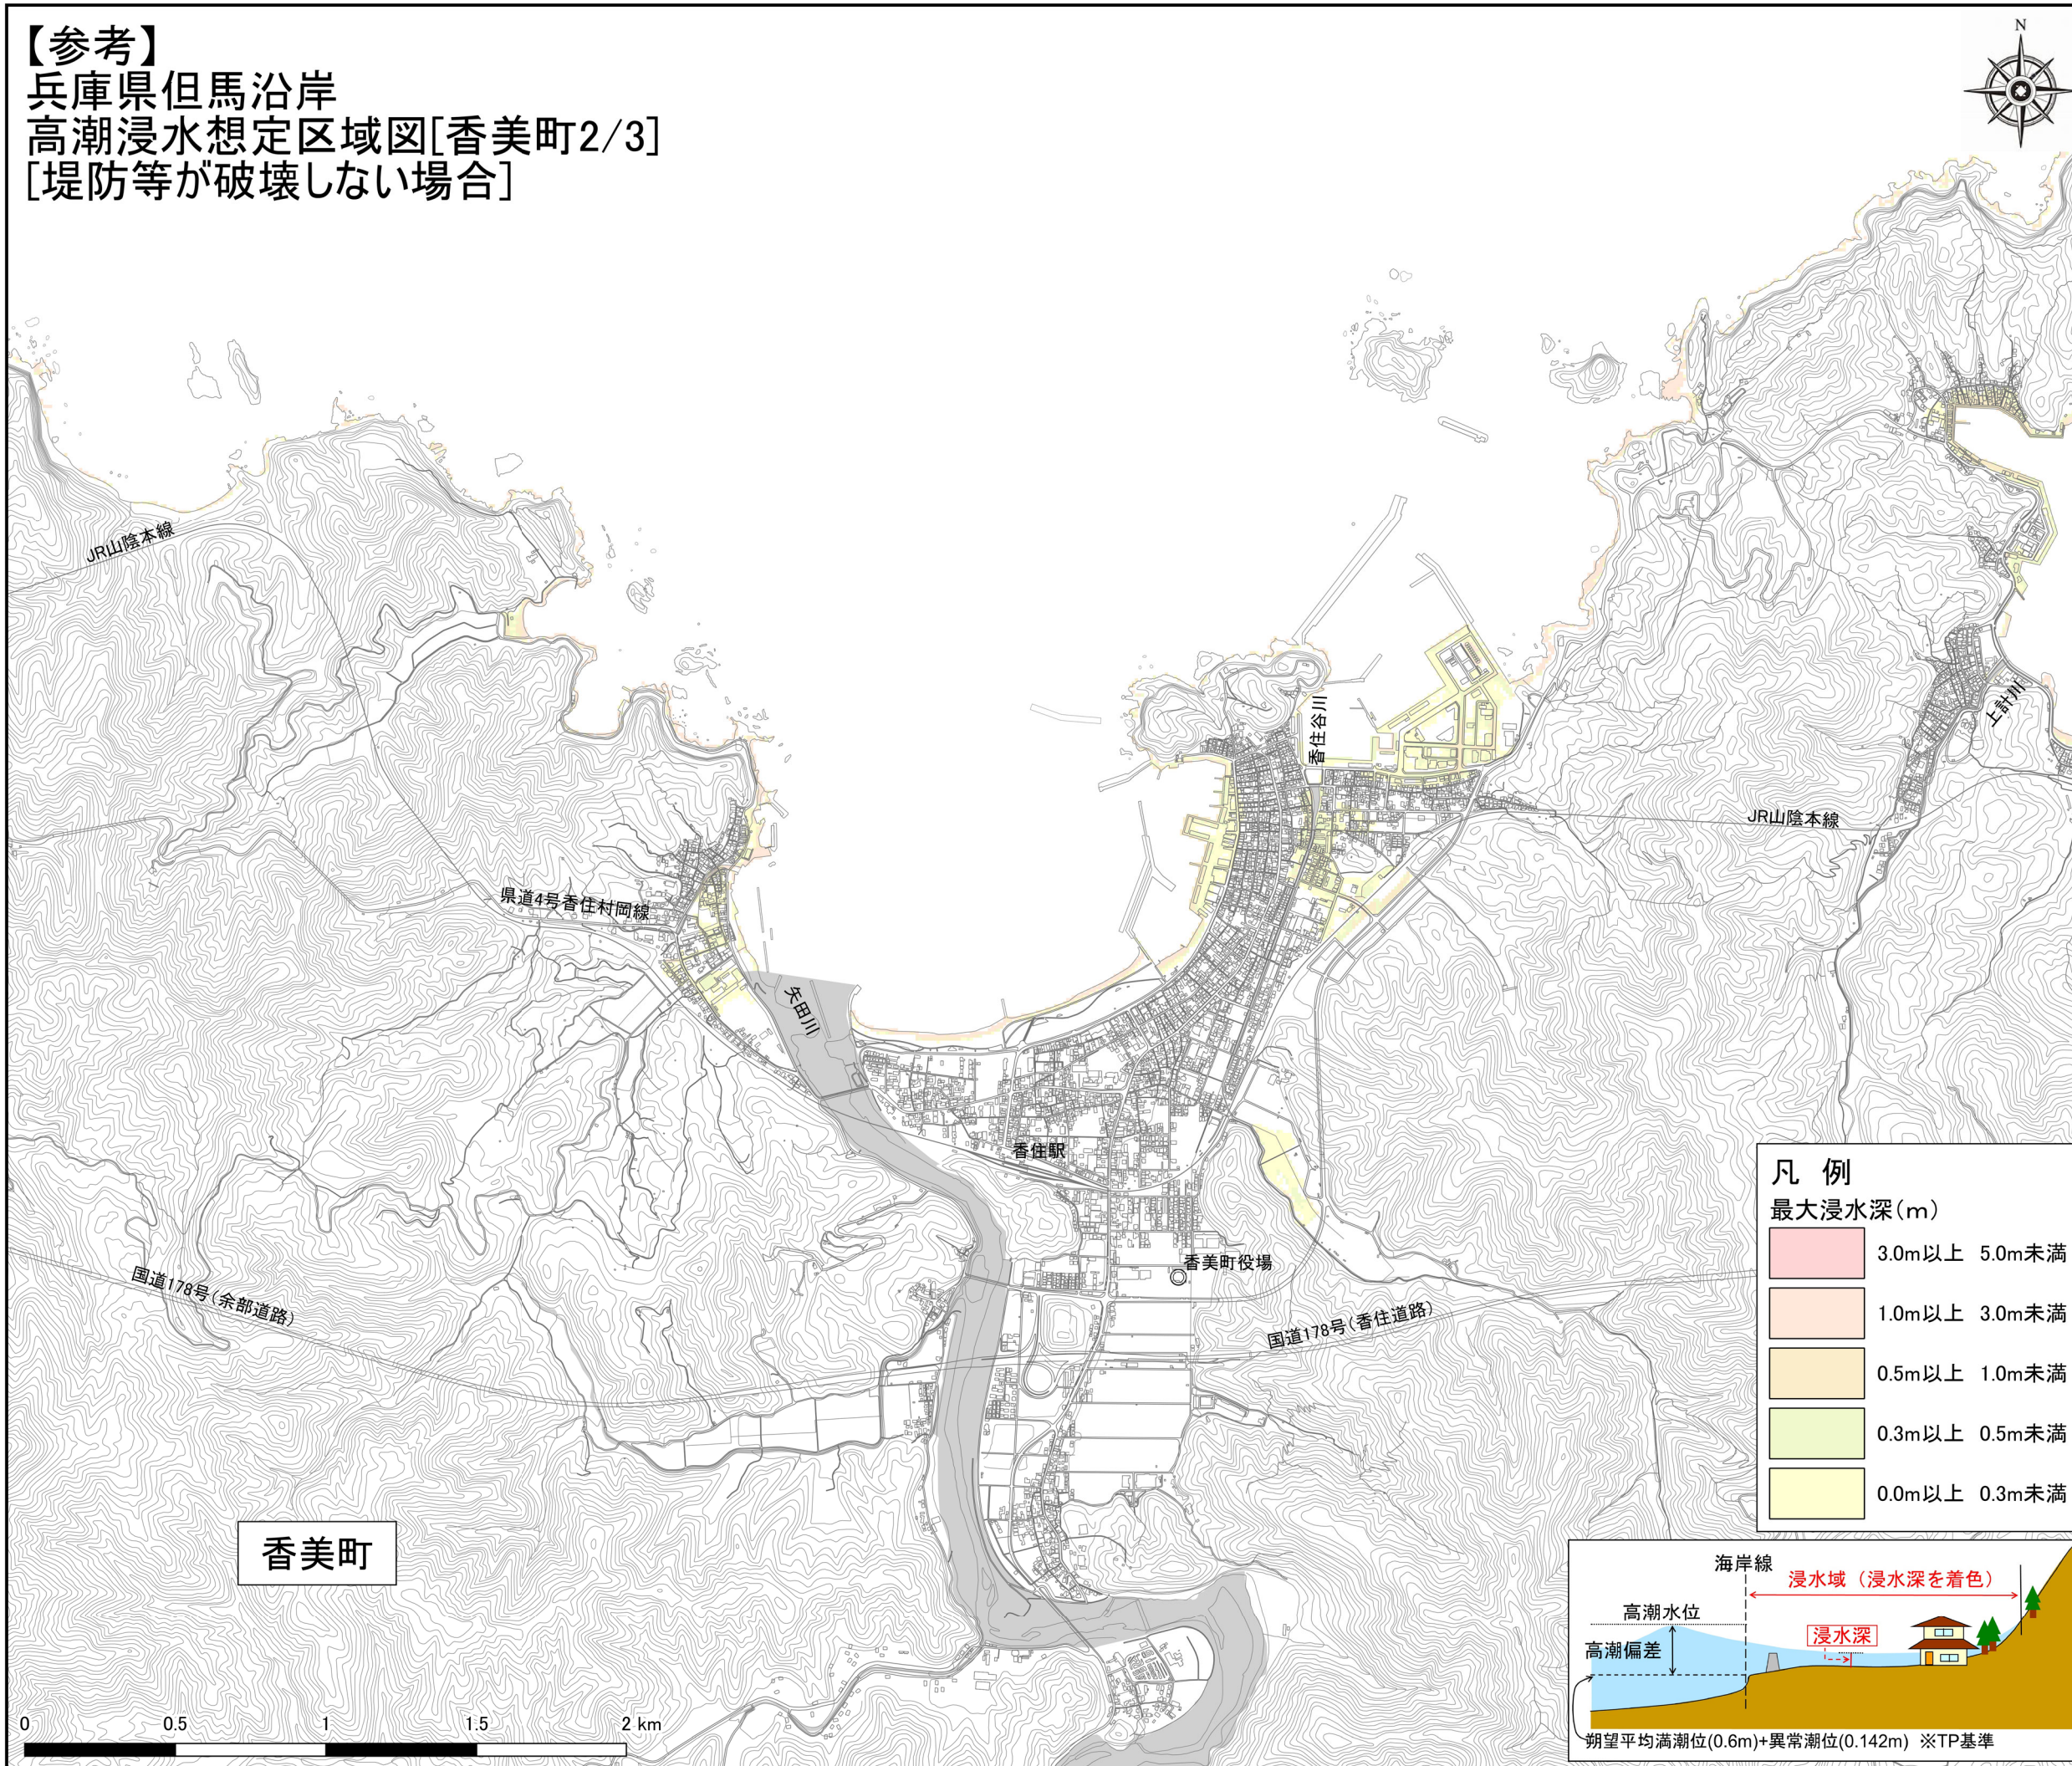 【参考】
兵庫県但馬沿岸
高潮浸水想定区域図[香美町2/3]
[堤防等が破壊しない場合]
N
JR山陰本線
香住谷川
上計川
JR山陰本線
県道4号香住村岡線
矢田川
香住駅
香美町役場
国道178号(余部道路)
国道178号(香住道路)
香美町
凡 例
最大浸水深(m)
3.0m以上 5.0m未満
1.0m以上 3.0m未満
0.5m以上 1.0m未満
0.3m以上 0.5m未満
0.0m以上 0.3m未満
海岸線
浸水域(浸水深を着色)
高潮水位
浸水深
高潮偏差
朔望平均満潮位(0.6m)+異常潮位(0.142m) ※TP基準
0 0.5 1 1.5 2 km